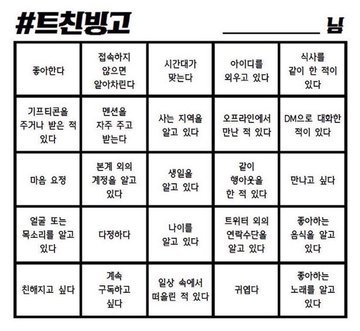 #트친빙고 님
좋아한다
접속하지
않으면
알아차린다
시간대가
맞는다
아이디를
외우고 있다
식사를
같이 한 적이
있다
기프티콘을
주거나 받은 적
있다
멘션을
자주 주고
받는다
사는 지역을
알고 있다
오프라인에서
만난 적 있다
DM으로 대화한
적이 있다
마음 요정
본계 외의
계정을 알고
있다
생일을
알고 있다
같이
행아웃을
한 적 있다
만나고 싶다
얼굴 또는
목소리를 알고
있다
다정하다
나이를
알고 있다
트위터 외의
연락수단을
알고 있다
좋아하는
음식을 알고
있다
친해지고 싶다
계속
구독하고
싶다
일상 속에서
떠올린 적 있다
귀엽다
좋아하는
노래를 알고
있다